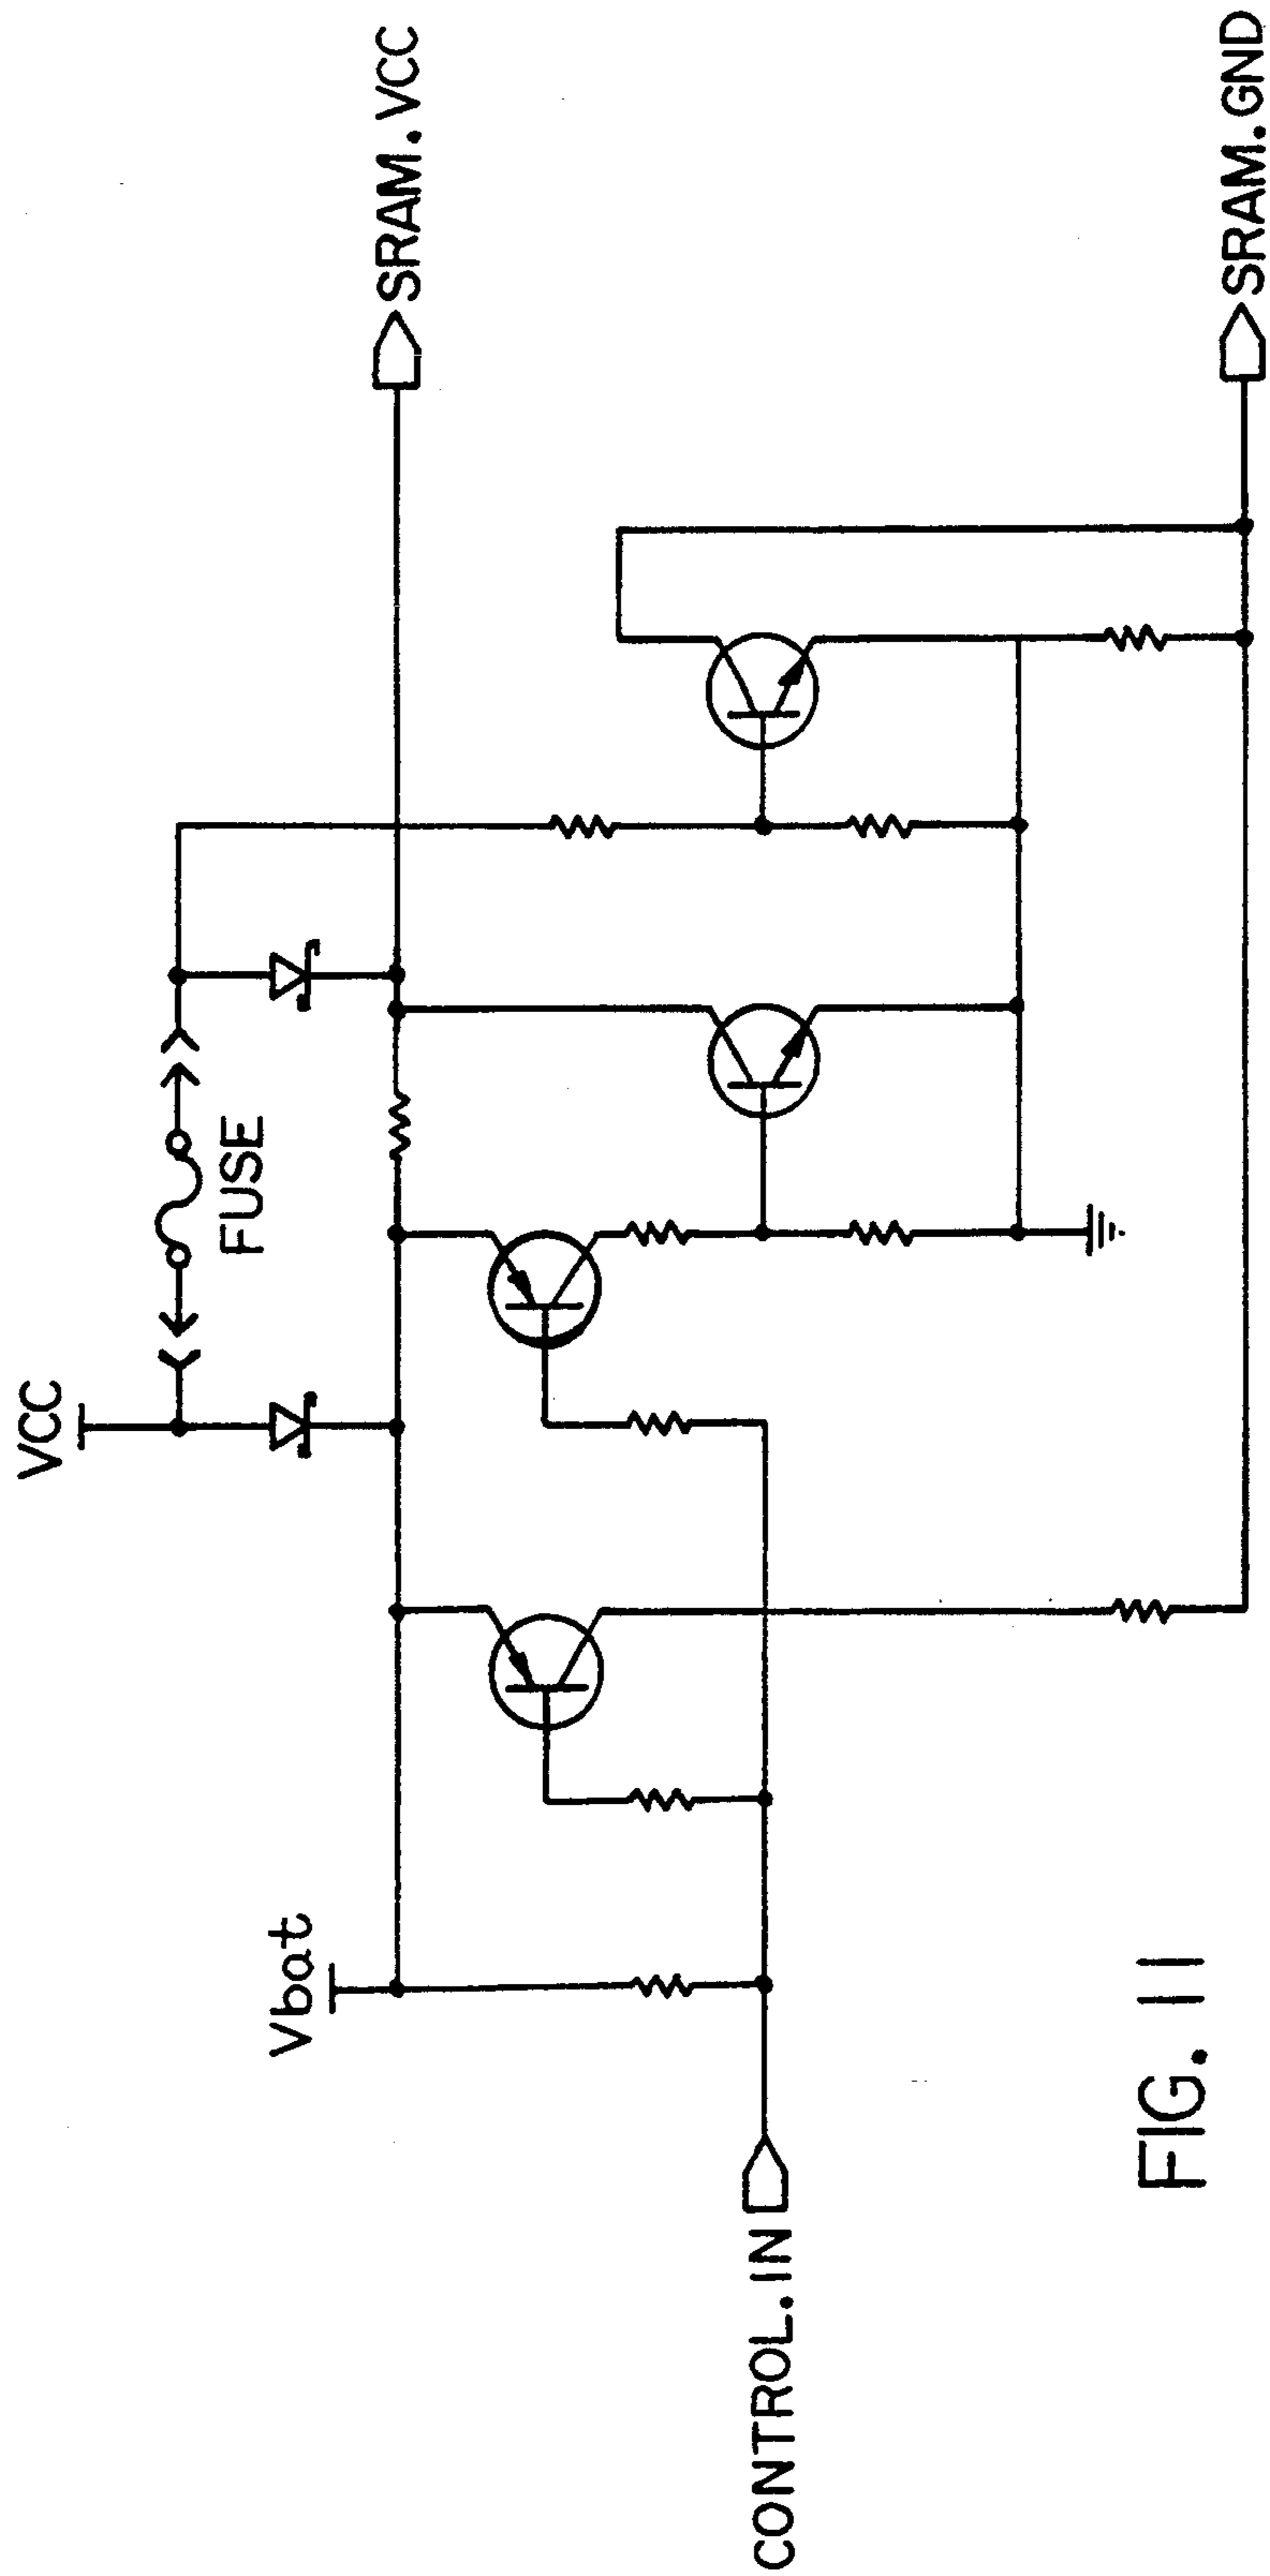 VCC
FUSE
SRAM.VCC
Vbat
CONTROL.IN
SRAM.GND
FIG. 11